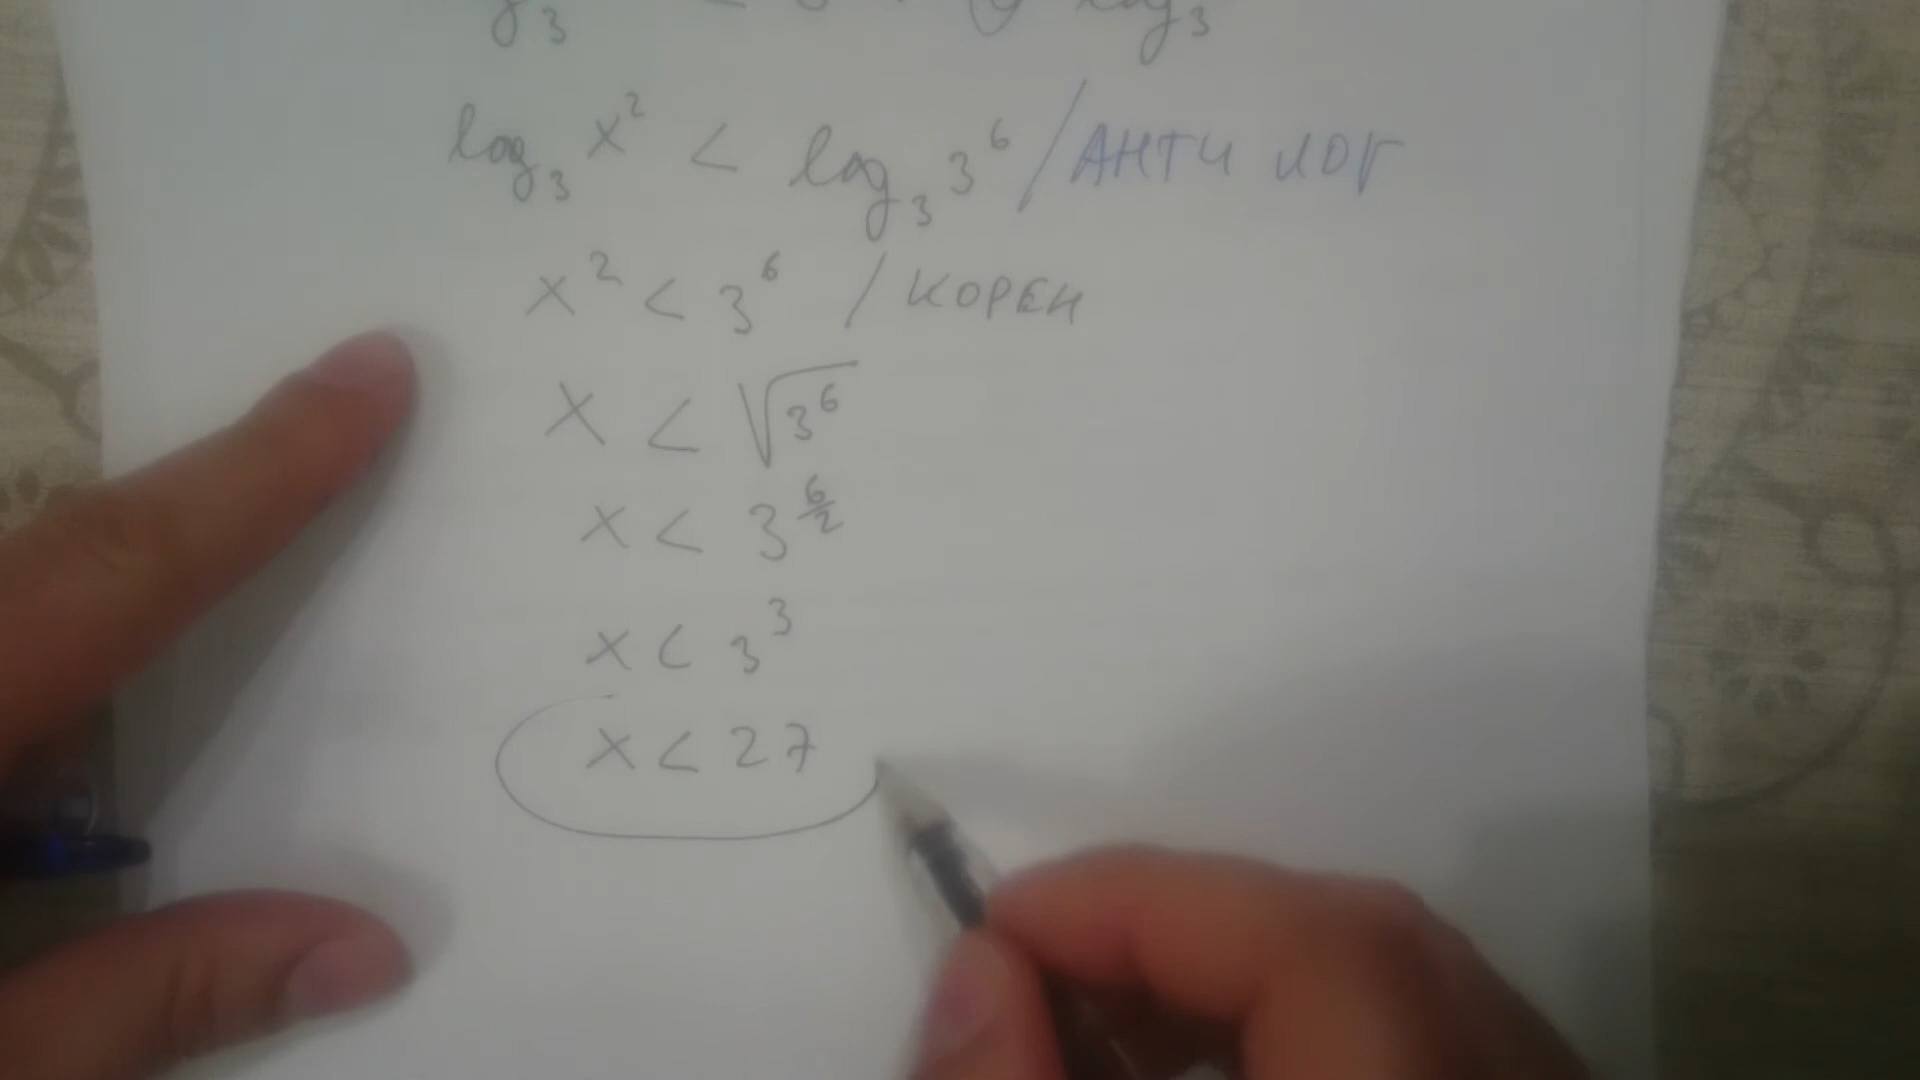 log₃ x² < log₃ 3⁶ / АНТИ ЛОГ
x² < 3⁶ / КОРЕН
x < √3⁶
x < 3^(6/2)
x < 3³
x < 27